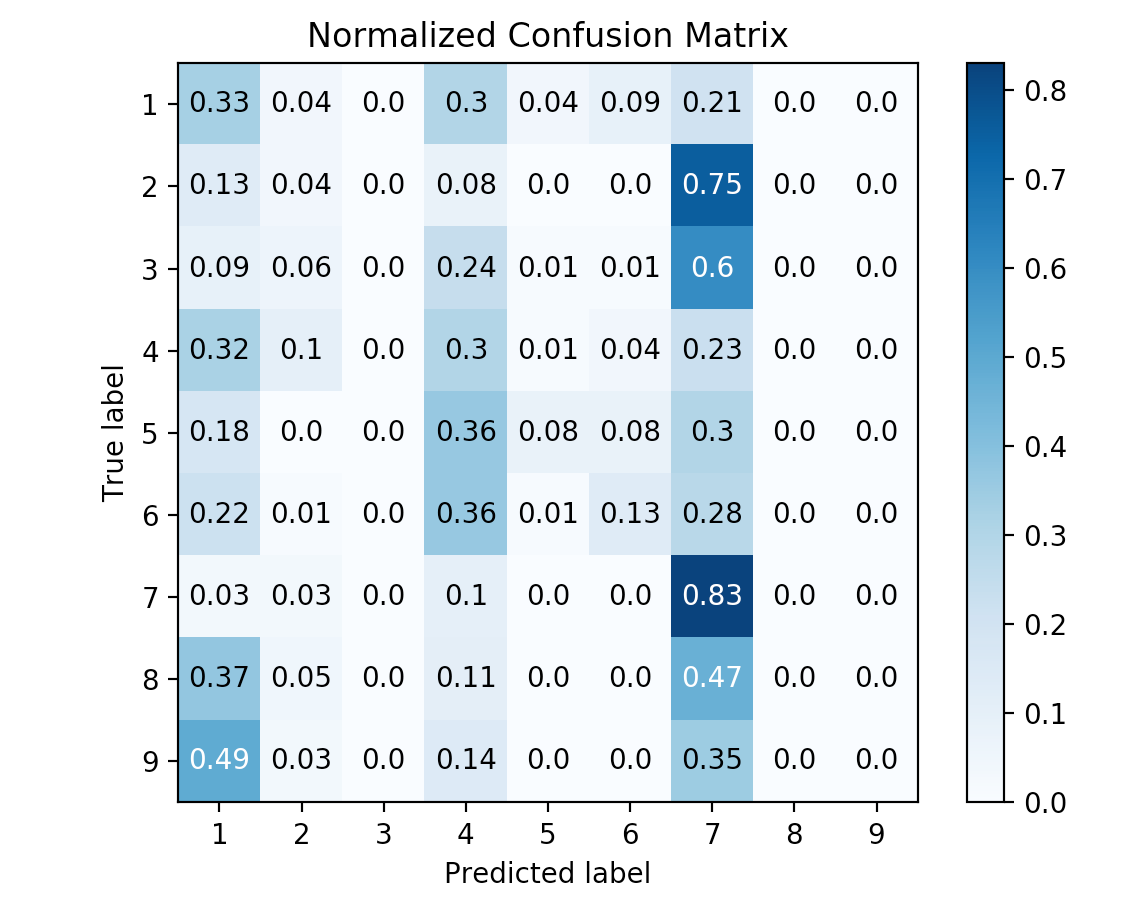 Normalized Confusion Matrix
1 0.33 0.04 0.0 0.3 0.04 0.09 0.21 0.0 0.0
2 0.13 0.04 0.0 0.08 0.0 0.0 0.75 0.0 0.0
3 0.09 0.06 0.0 0.24 0.01 0.01 0.6 0.0 0.0
4 0.32 0.1 0.0 0.3 0.01 0.04 0.23 0.0 0.0
5 0.18 0.0 0.0 0.36 0.08 0.08 0.3 0.0 0.0
6 0.22 0.01 0.0 0.36 0.01 0.13 0.28 0.0 0.0
7 0.03 0.03 0.0 0.1 0.0 0.0 0.83 0.0 0.0
8 0.37 0.05 0.0 0.11 0.0 0.0 0.47 0.0 0.0
9 0.49 0.03 0.0 0.14 0.0 0.0 0.35 0.0 0.0
1 2 3 4 5 6 7 8 9
Predicted label
True label
0.8
0.7
0.6
0.5
0.4
0.3
0.2
0.1
0.0